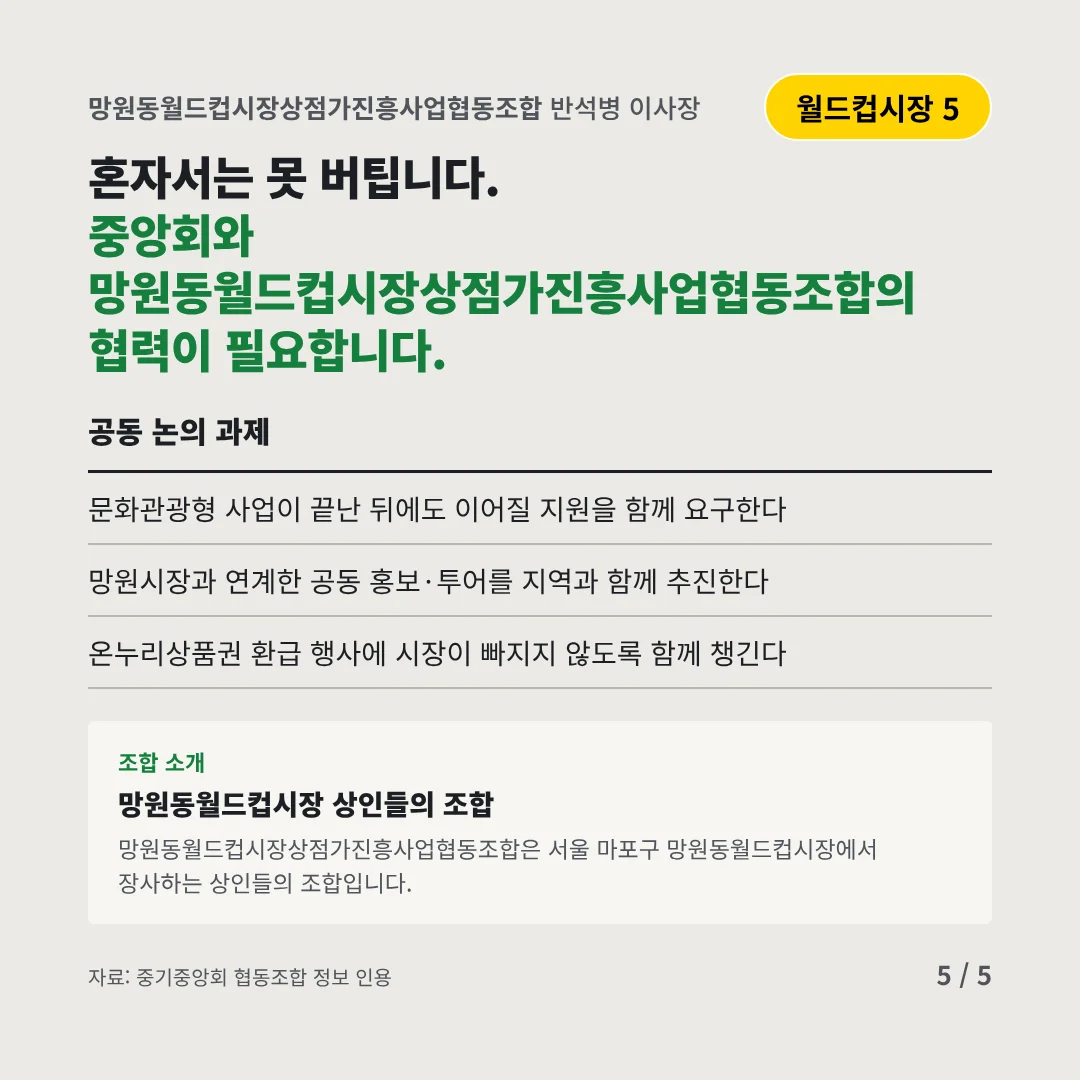 망원동월드컵시장상점가진흥사업협동조합 반석병 이사장
월드컵시장 5
혼자서는 못 버팁니다.
중앙회와
망원동월드컵시장상점가진흥사업협동조합의
협력이 필요합니다.
공동 논의 과제
문화관광형 사업이 끝난 뒤에도 이어질 지원을 함께 요구한다
망원시장과 연계한 공동 홍보·투어를 지역과 함께 추진한다
온누리상품권 환급 행사에 시장이 빠지지 않도록 함께 챙긴다
조합 소개
망원동월드컵시장 상인들의 조합
망원동월드컵시장상점가진흥사업협동조합은 서울 마포구 망원동월드컵시장에서
장사하는 상인들의 조합입니다.
자료: 중기중앙회 협동조합 정보 인용
5 / 5